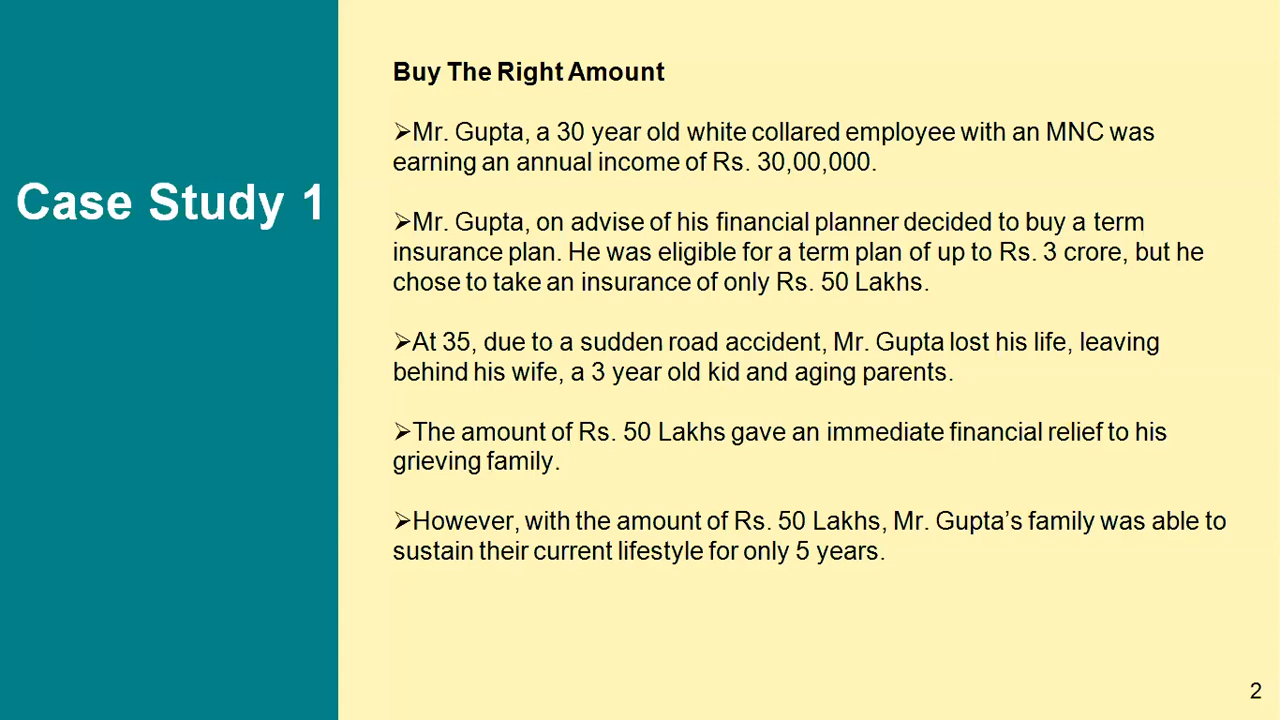 Case Study 1
Buy The Right Amount
➢Mr. Gupta, a 30 year old white collared employee with an MNC was
earning an annual income of Rs. 30,00,000.
➢Mr. Gupta, on advise of his financial planner decided to buy a term
insurance plan. He was eligible for a term plan of up to Rs. 3 crore, but he
chose to take an insurance of only Rs. 50 Lakhs.
➢At 35, due to a sudden road accident, Mr. Gupta lost his life, leaving
behind his wife, a 3 year old kid and aging parents.
➢The amount of Rs. 50 Lakhs gave an immediate financial relief to his
grieving family.
➢However, with the amount of Rs. 50 Lakhs, Mr. Gupta’s family was able to
sustain their current lifestyle for only 5 years.
2